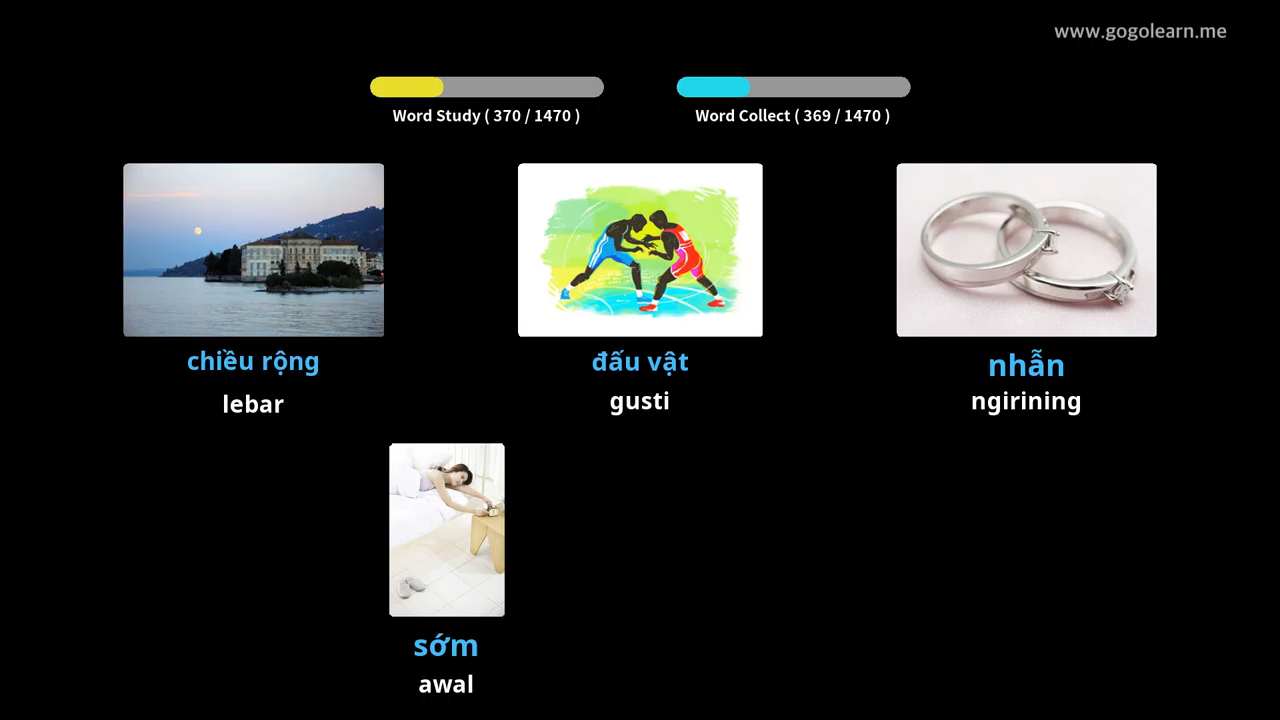 www.gogolearn.me
Word Study ( 370 / 1470 )
Word Collect ( 369 / 1470 )
chiều rộng
lebar
đấu vật
gusti
nhẫn
ngirining
sớm
awal